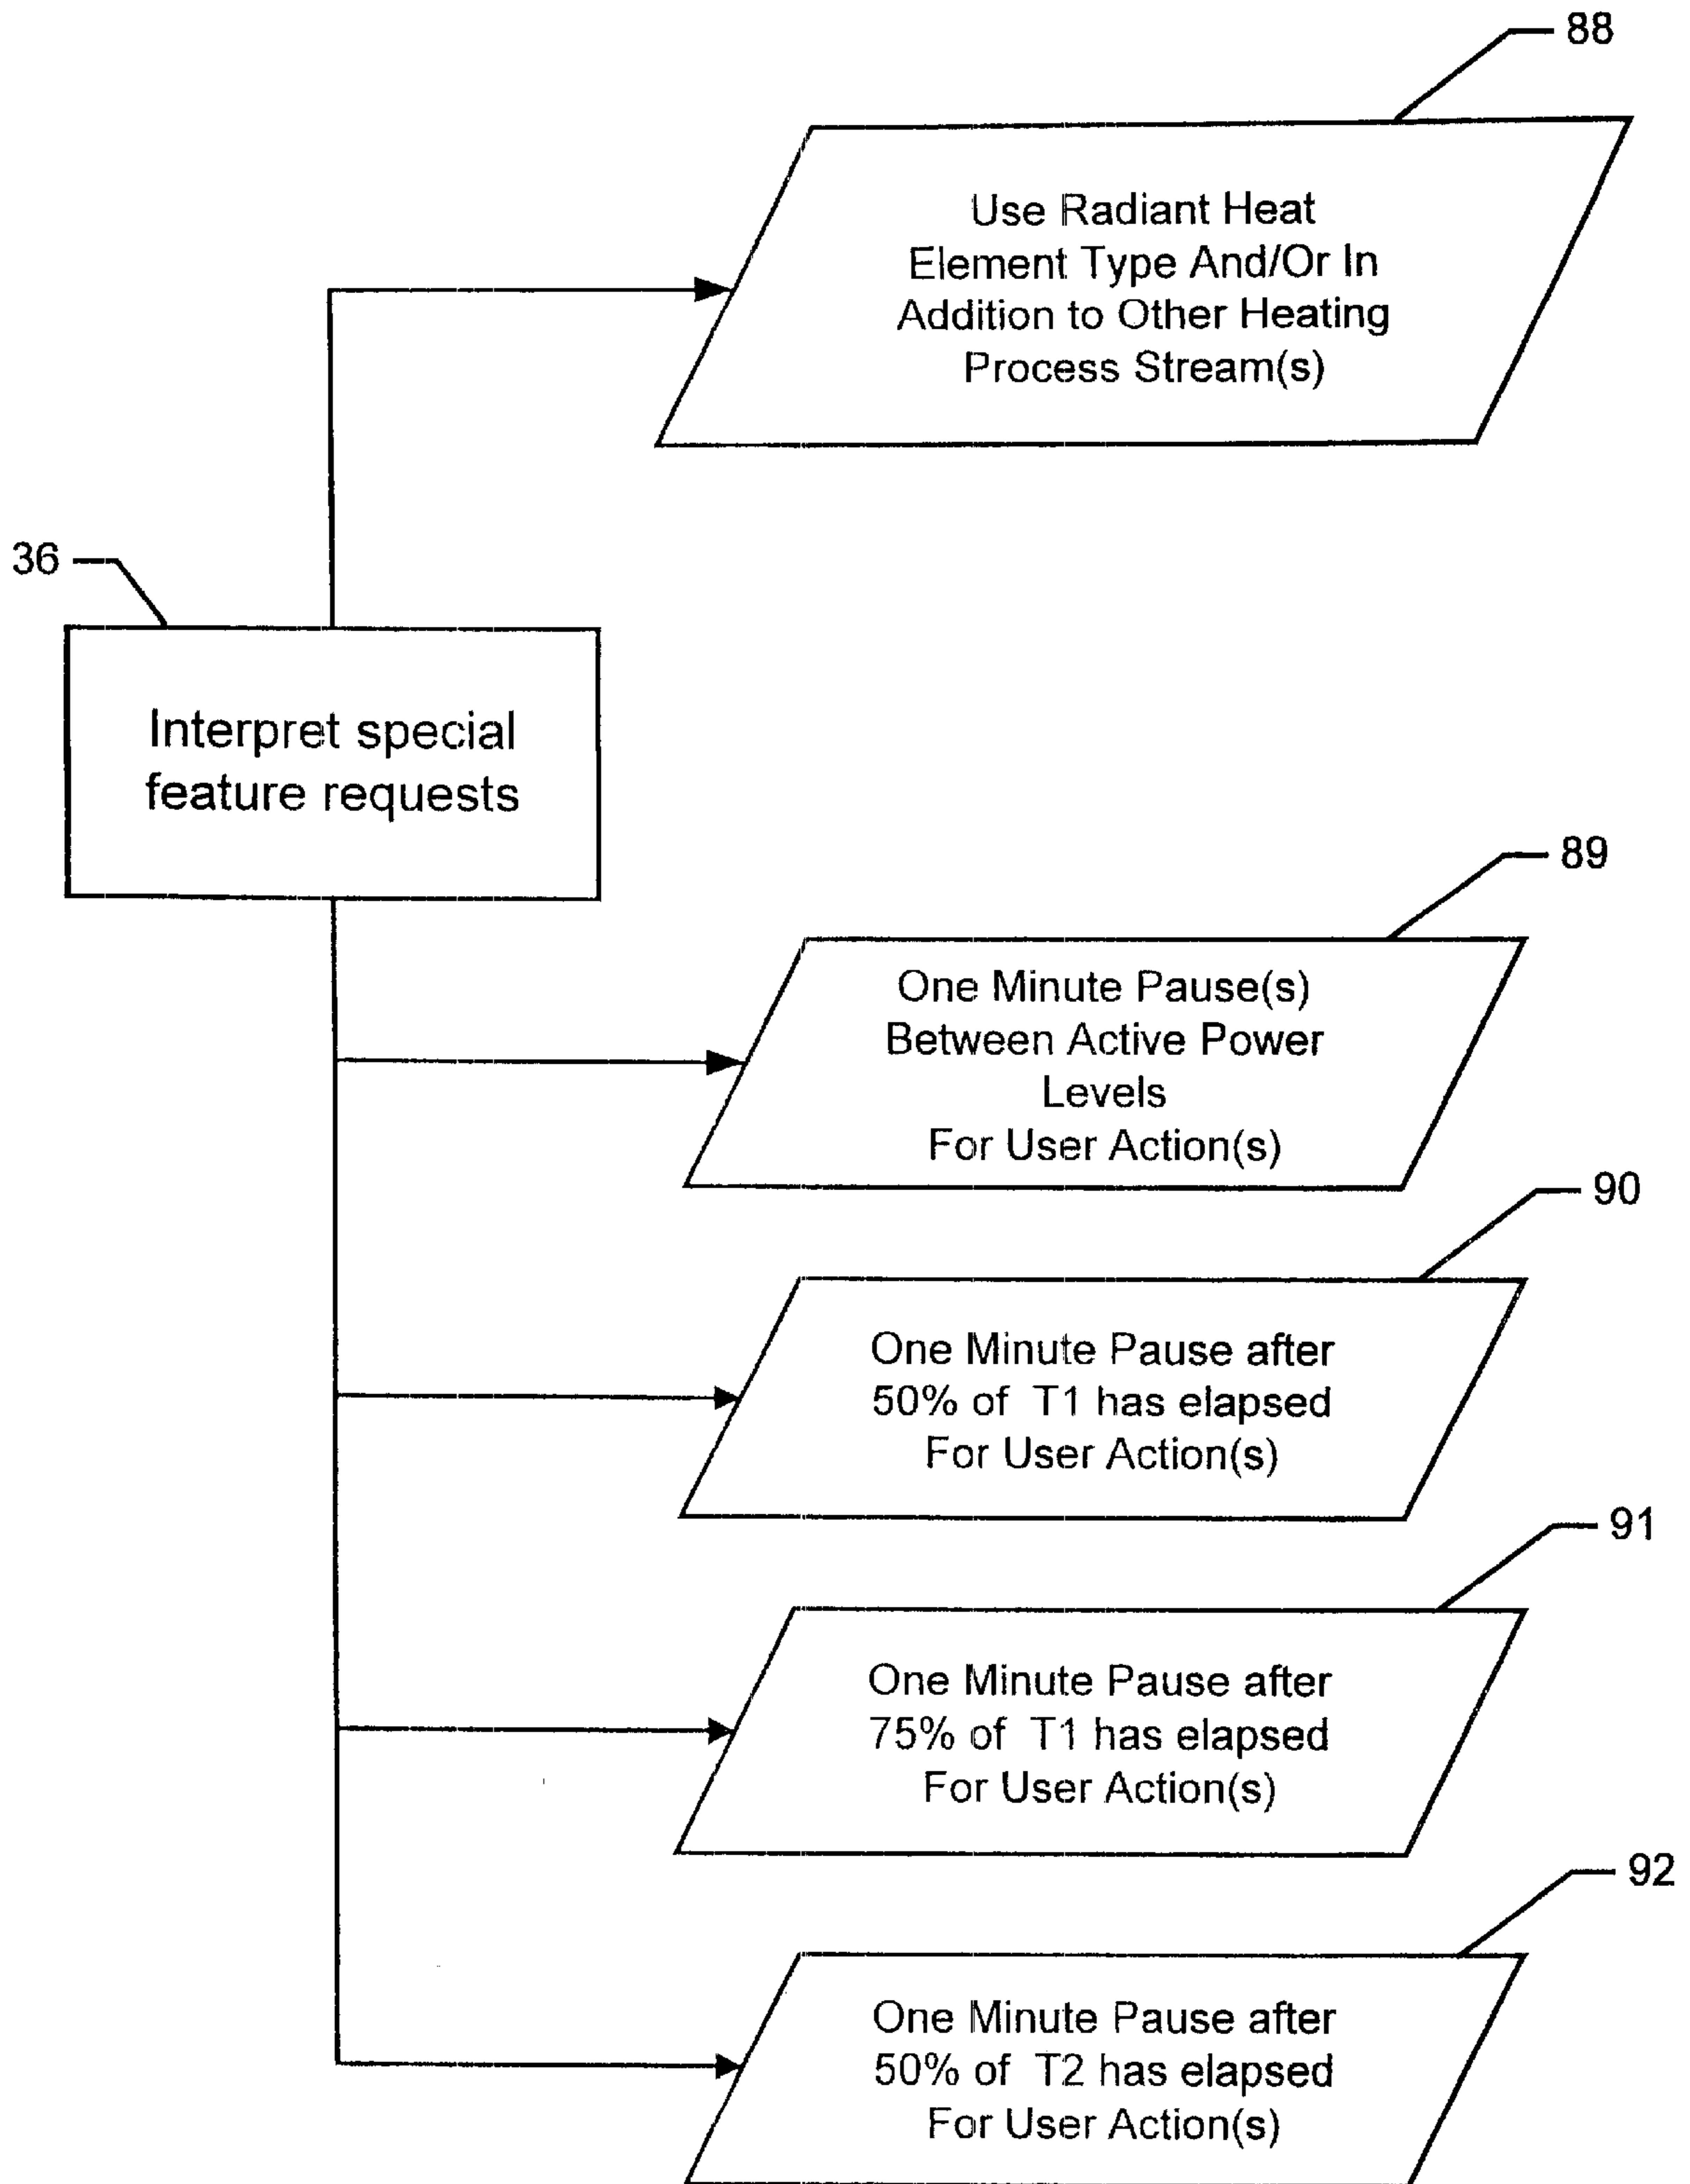 88
Use Radiant Heat
Element Type And/Or In
Addition to Other Heating
Process Stream(s)
36
Interpret special
feature requests
89
One Minute Pause(s)
Between Active Power
Levels
For User Action(s)
90
One Minute Pause after
50% of T1 has elapsed
For User Action(s)
91
One Minute Pause after
75% of T1 has elapsed
For User Action(s)
92
One Minute Pause after
50% of T2 has elapsed
For User Action(s)